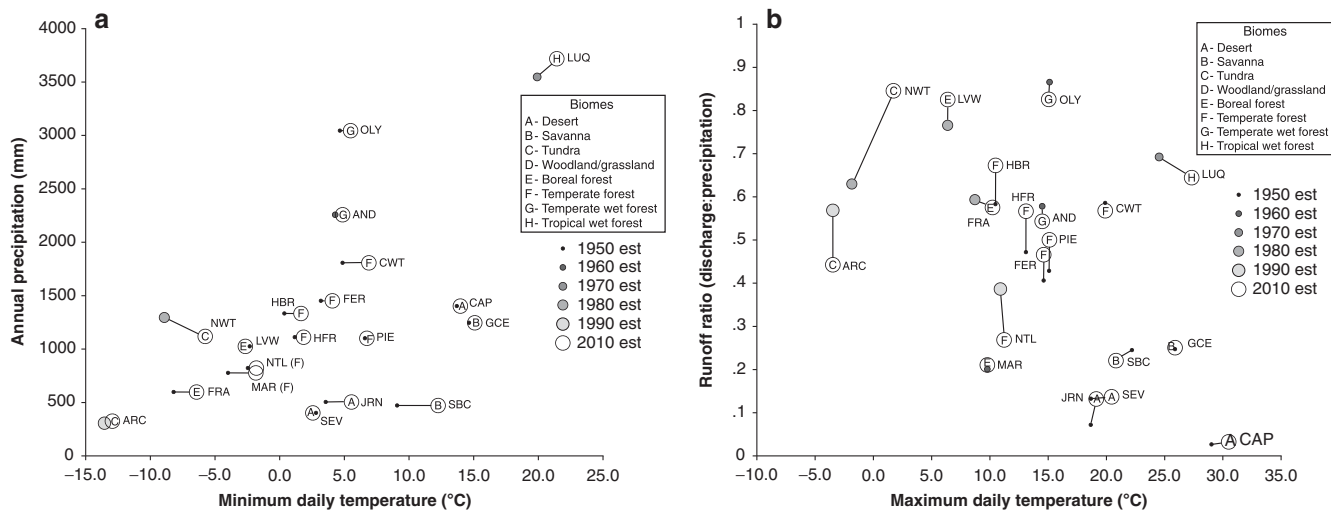 a
4000
3500
3000
2500
2000
1500
1000
500
0
Annual precipitation (mm)
−15.0 −10.0 −5.0 0.0 5.0 10.0 15.0 20.0 25.0
Minimum daily temperature (°C)
H LUQ
G OLY
G AND
F CWT
F FER
HBR F
A CAP
B GCE
NWT
C
F HFR
F PIE
E LVW
NTL (F)
MAR (F)
E FRA
A JRN
B SBC
A SEV
C ARC
Biomes
A- Desert
B- Savanna
C- Tundra
D- Woodland/grassland
E- Boreal forest
F- Temperate forest
G- Temperate wet forest
H- Tropical wet forest
1950 est
1960 est
1970 est
1980 est
1990 est
2010 est
b
1
.9
.8
.7
.6
.5
.4
.3
.2
.1
0
Runoff ratio (discharge:precipitation)
−10.0 −5.0 0.0 5.0 10.0 15.0 20.0 25.0 30.0 35.0
Maximum daily temperature (°C)
C NWT
E LVW
G OLY
F HBR
H LUQ
HFR
F
E
FRA
G AND
F CWT
F PIE
FER F
C ARC
F NTL
E MAR
B GCE
B SBC
JRN A
A SEV
A CAP
Biomes
A- Desert
B- Savanna
C- Tundra
D- Woodland/grassland
E- Boreal forest
F- Temperate forest
G- Temperate wet forest
H- Tropical wet forest
1950 est
1960 est
1970 est
1980 est
1990 est
2010 est